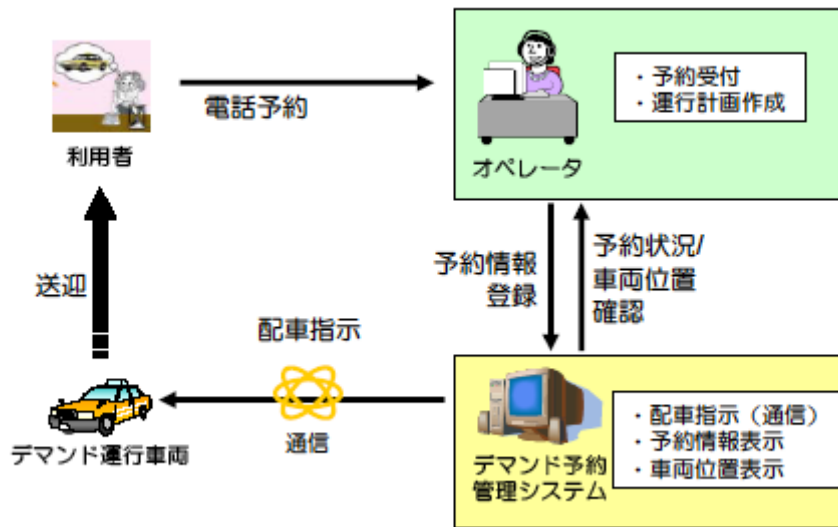 ・予約受付
・運行計画作成
電話予約
利用者
オペレータ
予約情報
登録
予約状況/
車両位置
確認
送迎
配車指示
通信
デマンド運行車両
・配車指示（通信）
・予約情報表示
・車両位置表示
デマンド予約
管理システム